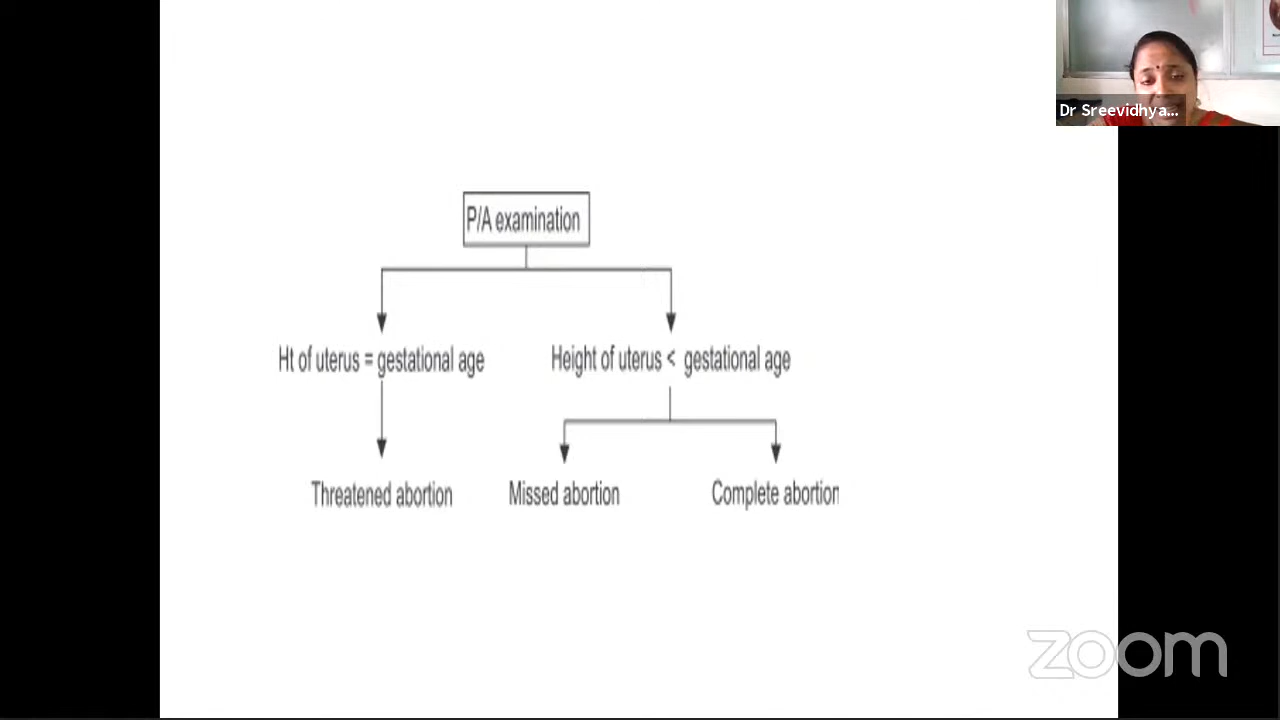 Dr Sreevidhya...
P/A examination
Ht of uterus = gestational age
Height of uterus < gestational age
Threatened abortion
Missed abortion
Complete abortion
zoom